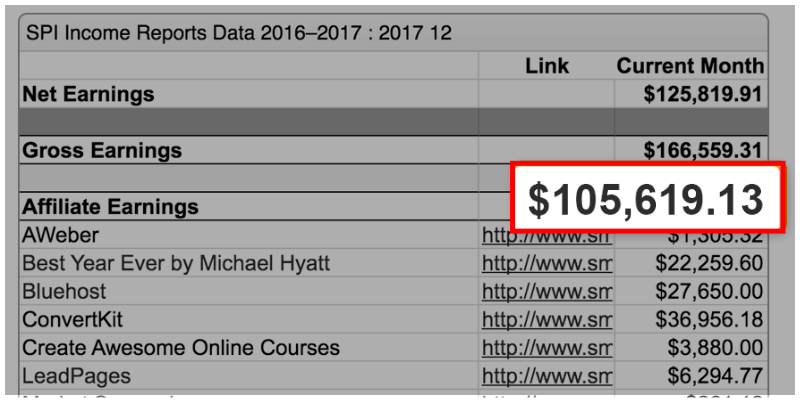 SPI Income Reports Data 2016–2017 : 2017 12
Link Current Month
Net Earnings $125,819.91
Gross Earnings $166,559.31
Affiliate Earnings $105,619.13
AWeber http://www.sm $1,305.32
Best Year Ever by Michael Hyatt http://www.sm $22,259.60
Bluehost http://www.sm $27,650.00
ConvertKit http://www.sm $36,956.18
Create Awesome Online Courses http://www.sm $3,880.00
LeadPages http://www.sm $6,294.77